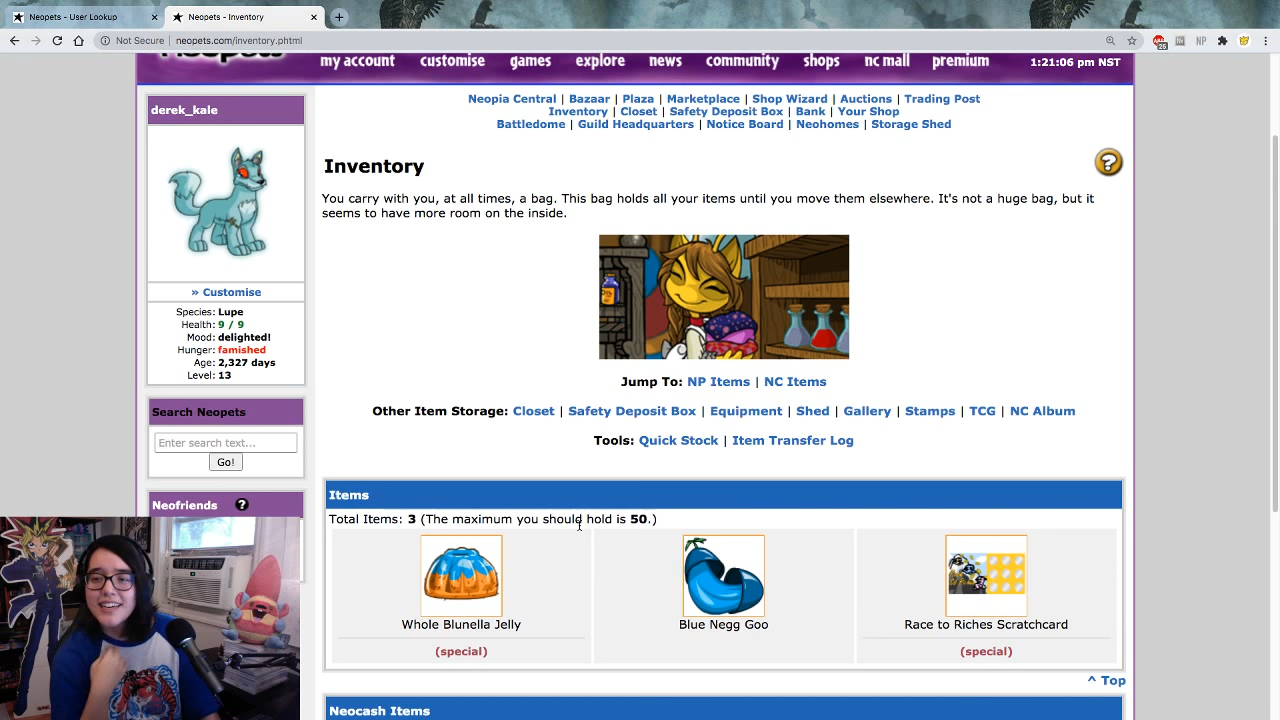 Neopets - User Lookup
Neopets - Inventory
Not Secure | neopets.com/inventory.phtml
Neopets
my account customise games explore news community shops nc mall premium
1:21:06 pm NST
derek_kale
Neopia Central | Bazaar | Plaza | Marketplace | Shop Wizard | Auctions | Trading Post
Inventory | Closet | Safety Deposit Box | Bank | Your Shop
Battledome | Guild Headquarters | Notice Board | Neohomes | Storage Shed
Inventory
You carry with you, at all times, a bag. This bag holds all your items until you move them elsewhere. It's not a huge bag, but it
seems to have more room on the inside.
» Customise
Species: Lupe
Health: 9 / 9
Mood: delighted!
Hunger: famished
Age: 2,327 days
Level: 13
Jump To: NP Items | NC Items
Other Item Storage: Closet | Safety Deposit Box | Equipment | Shed | Gallery | Stamps | TCG | NC Album
Tools: Quick Stock | Item Transfer Log
Search Neopets
Enter search text...
Go!
Neofriends ?
Items
Total Items: 3 (The maximum you should hold is 50.)
Whole Blunella Jelly
Blue Negg Goo
Race to Riches Scratchcard
(special)
(special)
^ Top
Neocash Items